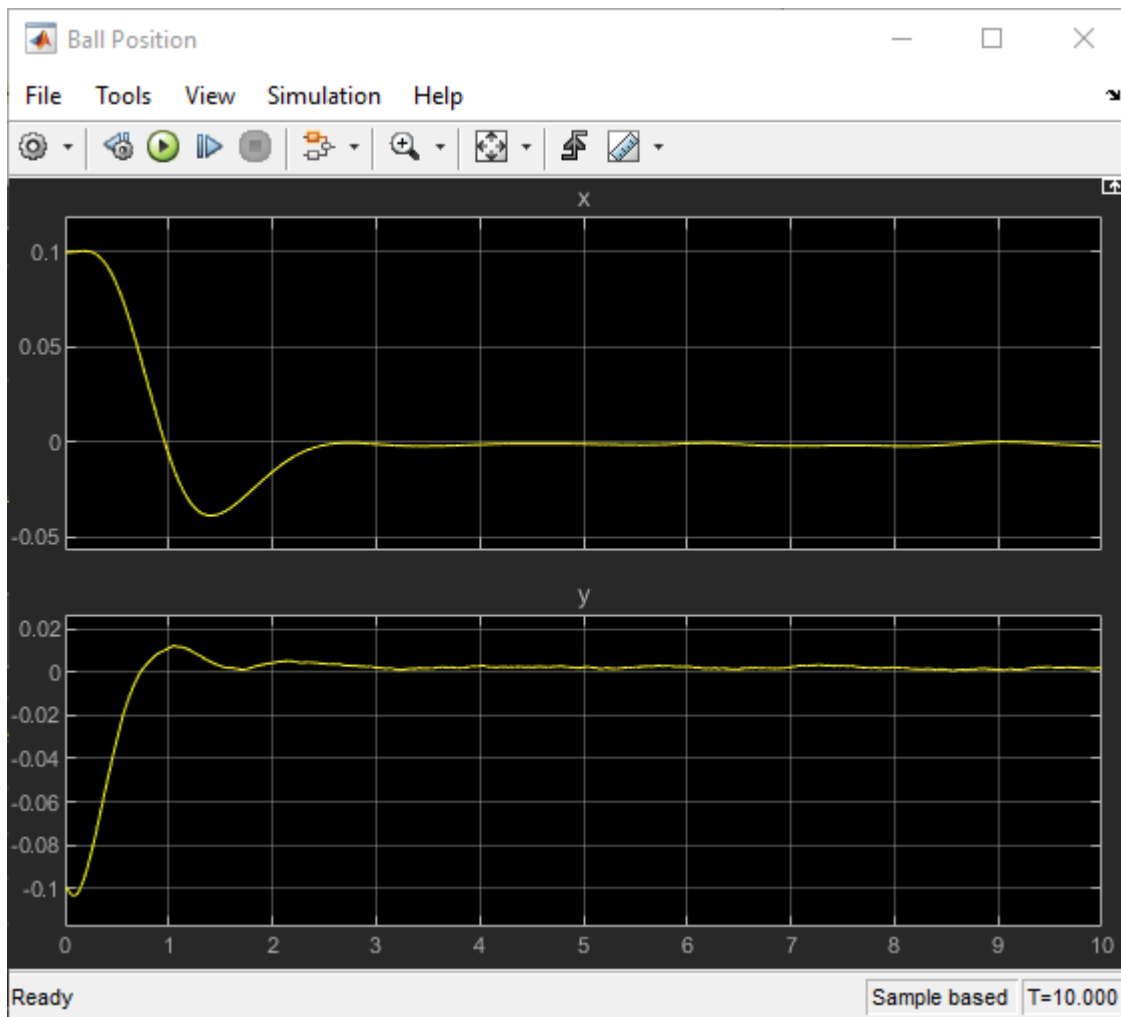 Ball Position
File Tools View Simulation Help
x
0.1
0.05
0
-0.05
y
0.02
0
-0.02
-0.04
-0.06
-0.08
-0.1
0 1 2 3 4 5 6 7 8 9 10
Ready Sample based T=10.000